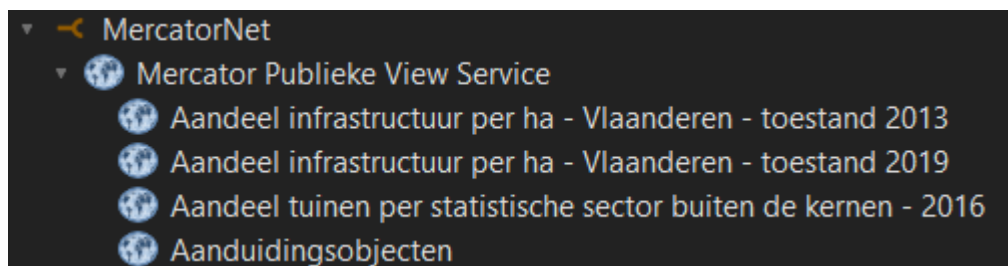 MercatorNet
Mercator Publieke View Service
Aandeel infrastructuur per ha - Vlaanderen - toestand 2013
Aandeel infrastructuur per ha - Vlaanderen - toestand 2019
Aandeel tuinen per statistische sector buiten de kernen - 2016
Aanduidingsobjecten